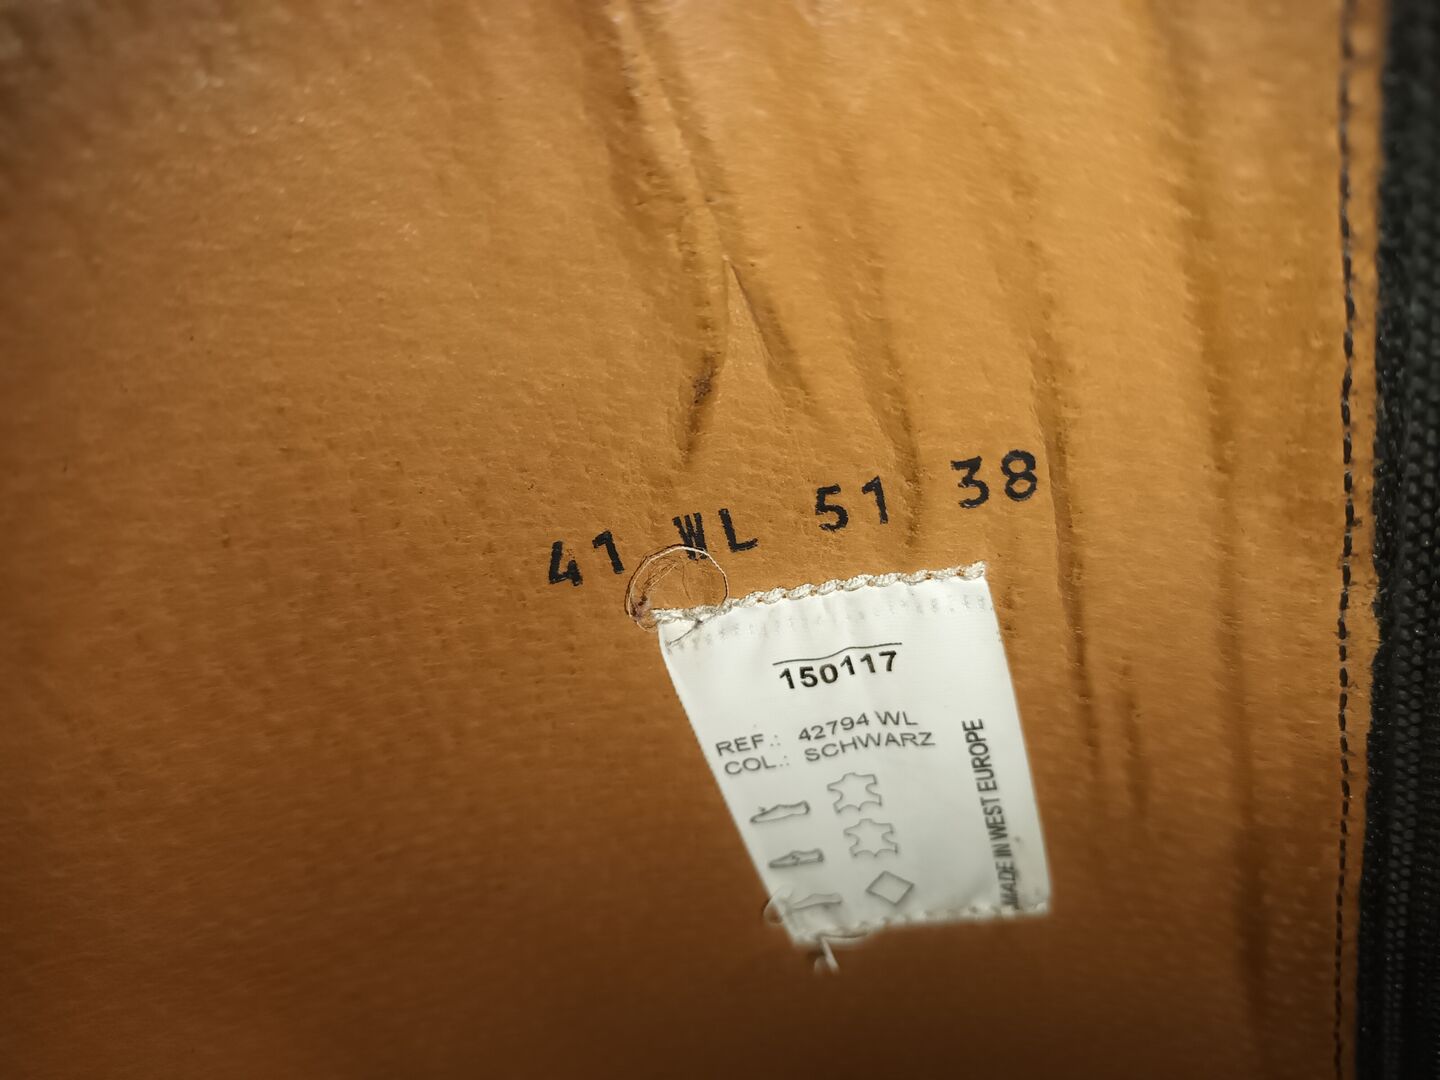 41 WL 51 38
150117
REF.: 42794 WL
COL.: SCHWARZ
MADE IN WEST EUROPE